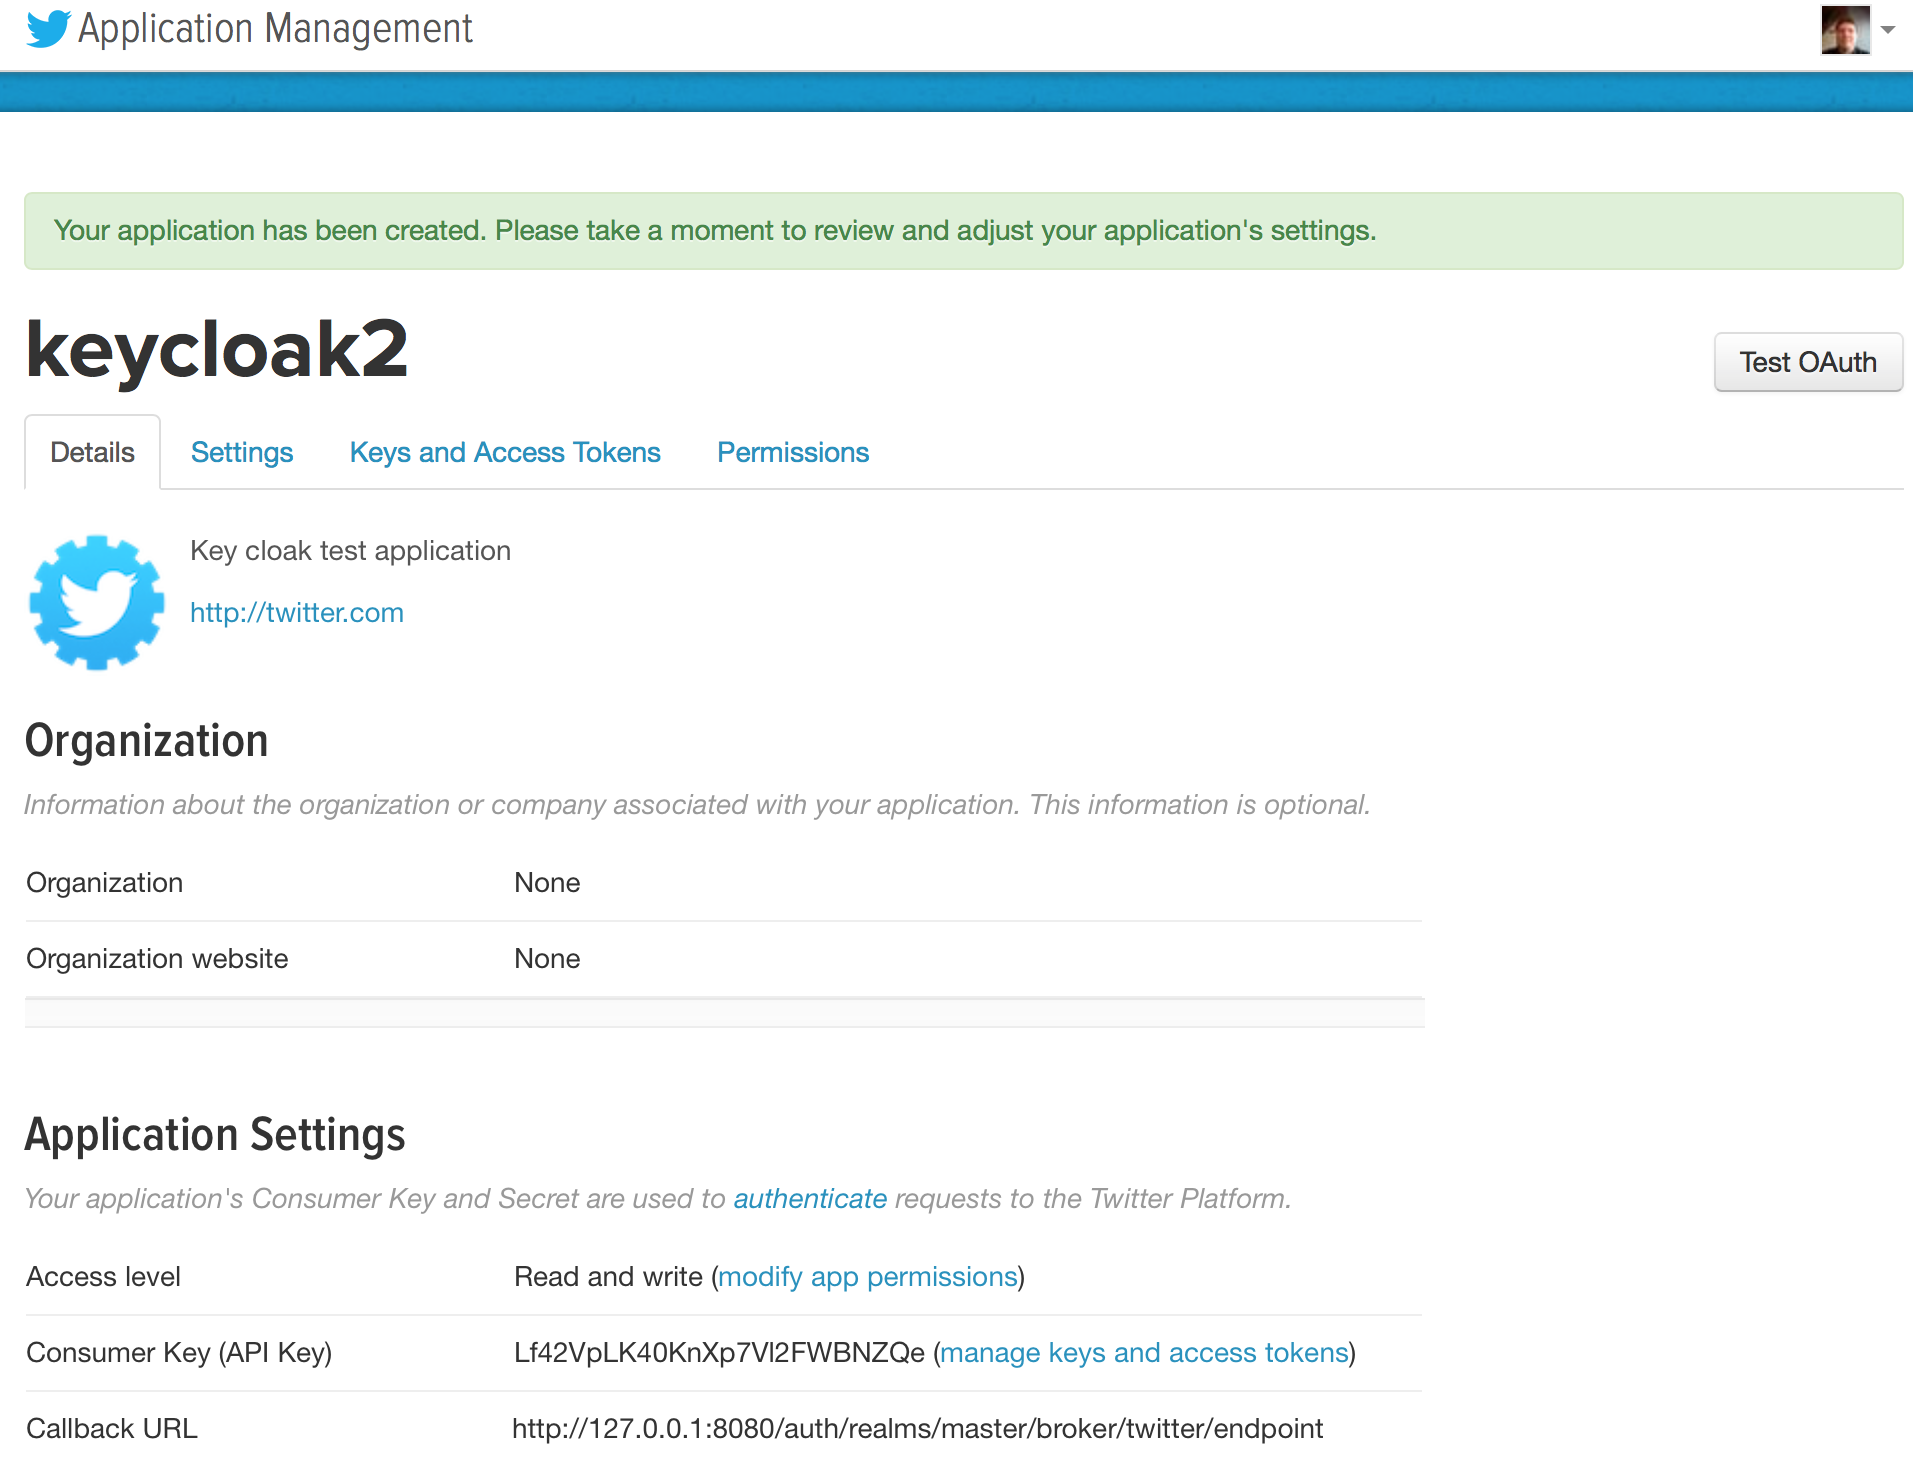 Application Management
Your application has been created. Please take a moment to review and adjust your application's settings.
keycloak2
Test OAuth
Details Settings Keys and Access Tokens Permissions
Key cloak test application
http://twitter.com
Organization
Information about the organization or company associated with your application. This information is optional.
Organization None
Organization website None
Application Settings
Your application's Consumer Key and Secret are used to authenticate requests to the Twitter Platform.
Access level Read and write (modify app permissions)
Consumer Key (API Key) Lf42VpLK40KnXp7Vl2FWBNZQe (manage keys and access tokens)
Callback URL http://127.0.0.1:8080/auth/realms/master/broker/twitter/endpoint